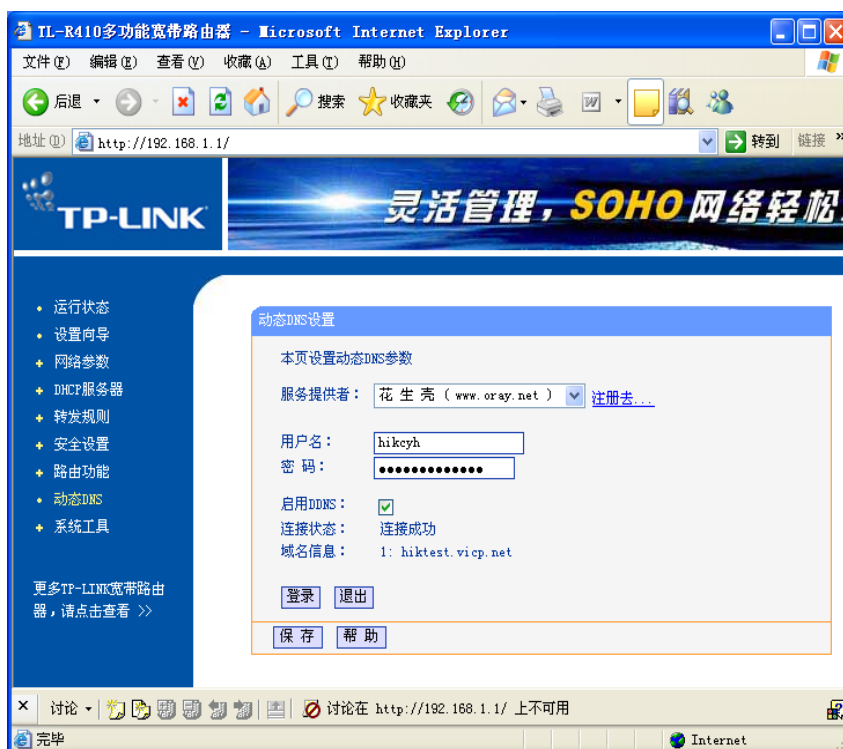 TL-R410多功能宽带路由器 - Microsoft Internet Explorer
文件(F) 编辑(E) 查看(V) 收藏(A) 工具(T) 帮助(H)
后退 搜索 收藏夹
地址(D) http://192.168.1.1/ 转到 链接 »
TP-LINK 灵活管理，SOHO网络轻松
运行状态
设置向导
网络参数
DHCP服务器
转发规则
安全设置
路由功能
动态DNS
系统工具
更多TP-LINK宽带路由
器，请点击查看 >>
动态DNS设置
本页设置动态DNS参数
服务提供者： 花生壳（www.oray.net） 注册去...
用户名： hikcyh
密 码： ●●●●●●●●●●●●●
启用DDNS：
连接状态： 连接成功
域名信息： 1: hiktest.vicp.net
登录 退出
保 存 帮 助
× 讨论 讨论在 http://192.168.1.1/ 上不可用
完毕 Internet